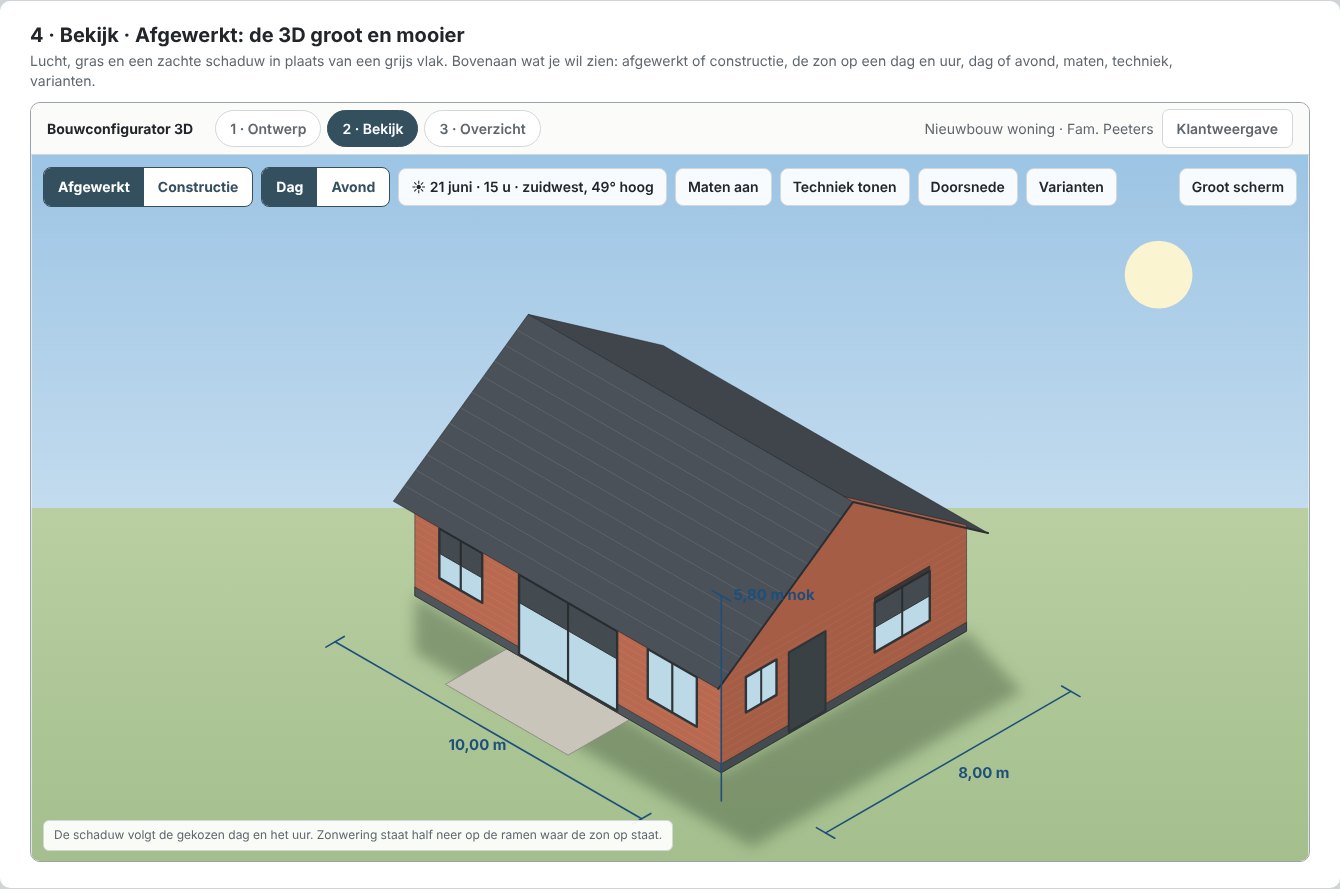 4 · Bekijk · Afgewerkt: de 3D groot en mooier
Lucht, gras en een zachte schaduw in plaats van een grijs vlak. Bovenaan wat je wil zien: afgewerkt of constructie, de zon op een dag en uur, dag of avond, maten, techniek,
varianten.
Bouwconfigurator 3D
1 · Ontwerp
2 · Bekijk
3 · Overzicht
Nieuwbouw woning · Fam. Peeters
Klantweergave
Afgewerkt
Constructie
Dag
Avond
☀ 21 juni · 15 u · zuidwest, 49° hoog
Maten aan
Techniek tonen
Doorsnede
Varianten
Groot scherm
5,80 m nok
10,00 m
8,00 m
De schaduw volgt de gekozen dag en het uur. Zonwering staat half neer op de ramen waar de zon op staat.